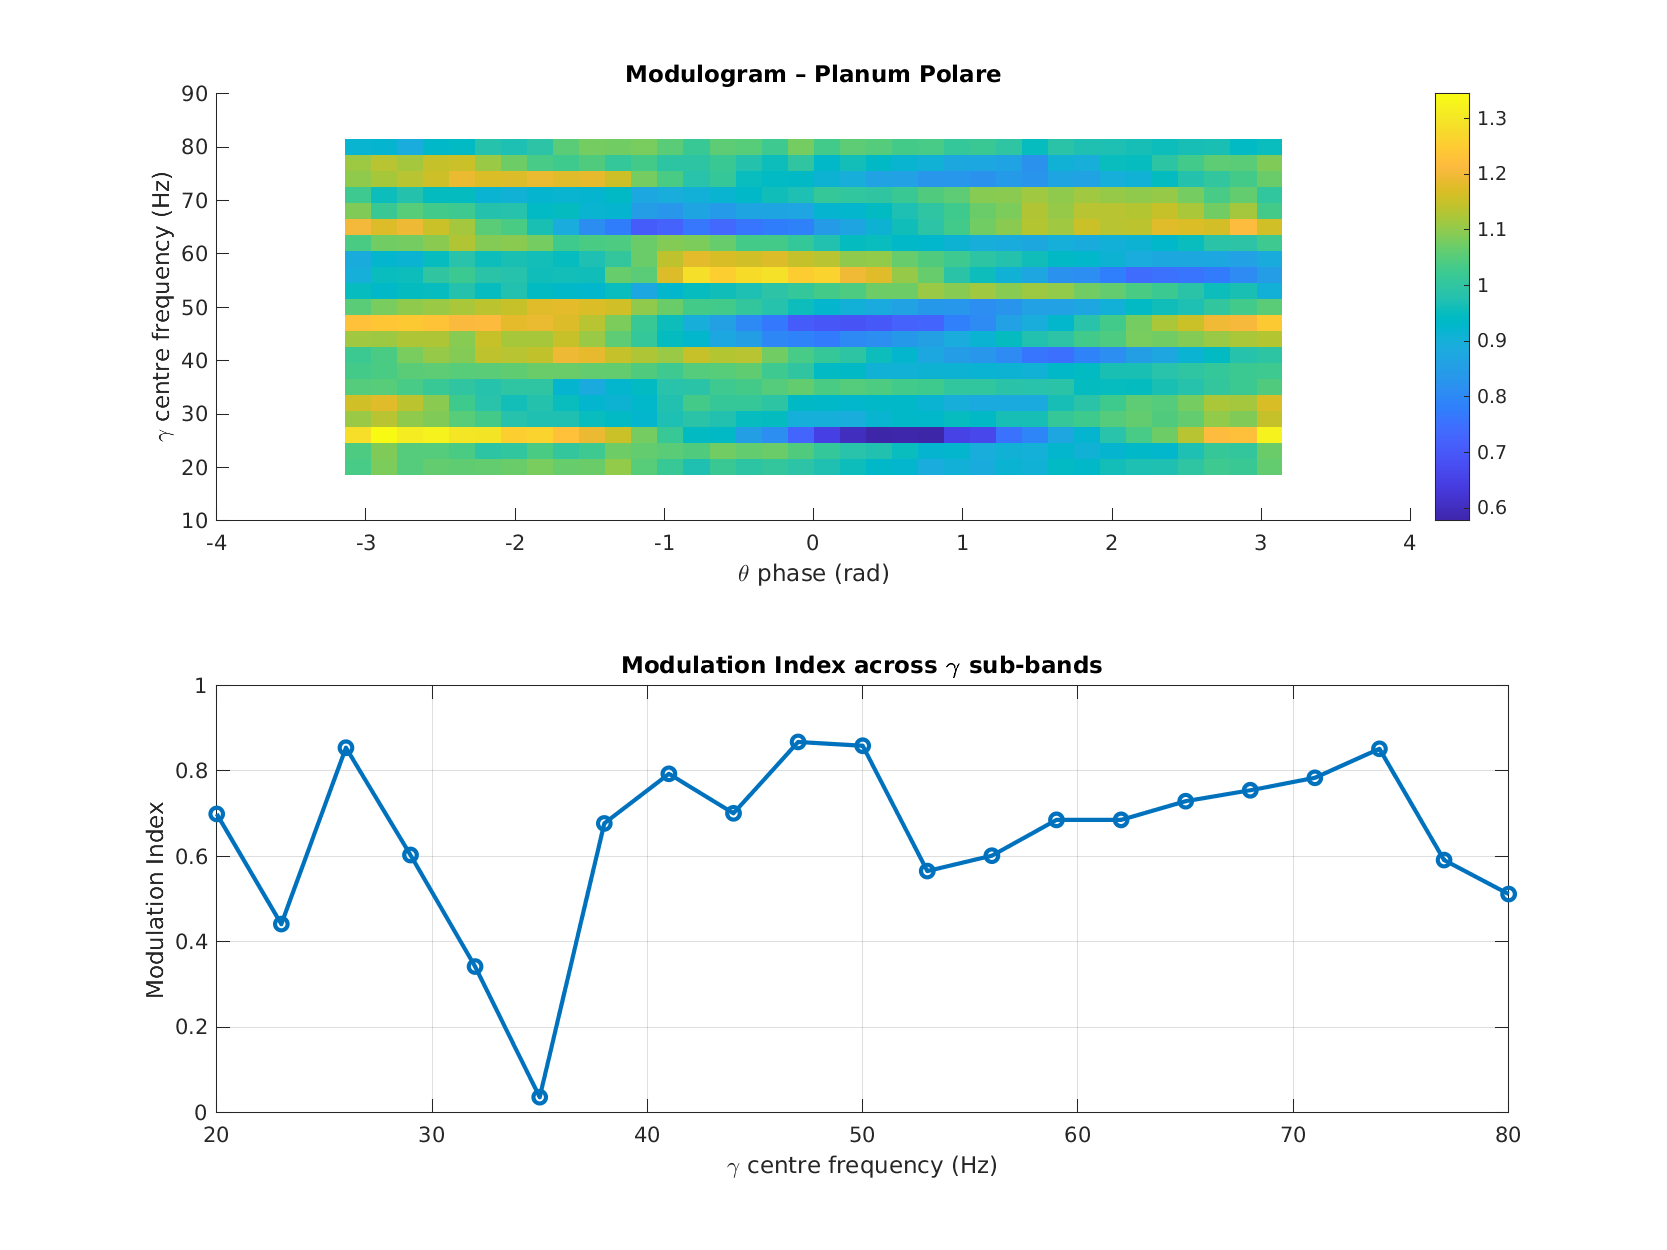 Modulogram – Planum Polare
90
80
70
60
50
40
30
20
10
γ centre frequency (Hz)
-4 -3 -2 -1 0 1 2 3 4
θ phase (rad)
1.3
1.2
1.1
1
0.9
0.8
0.7
0.6
Modulation Index across γ sub-bands
1
0.8
0.6
0.4
0.2
0
Modulation Index
20 30 40 50 60 70 80
γ centre frequency (Hz)